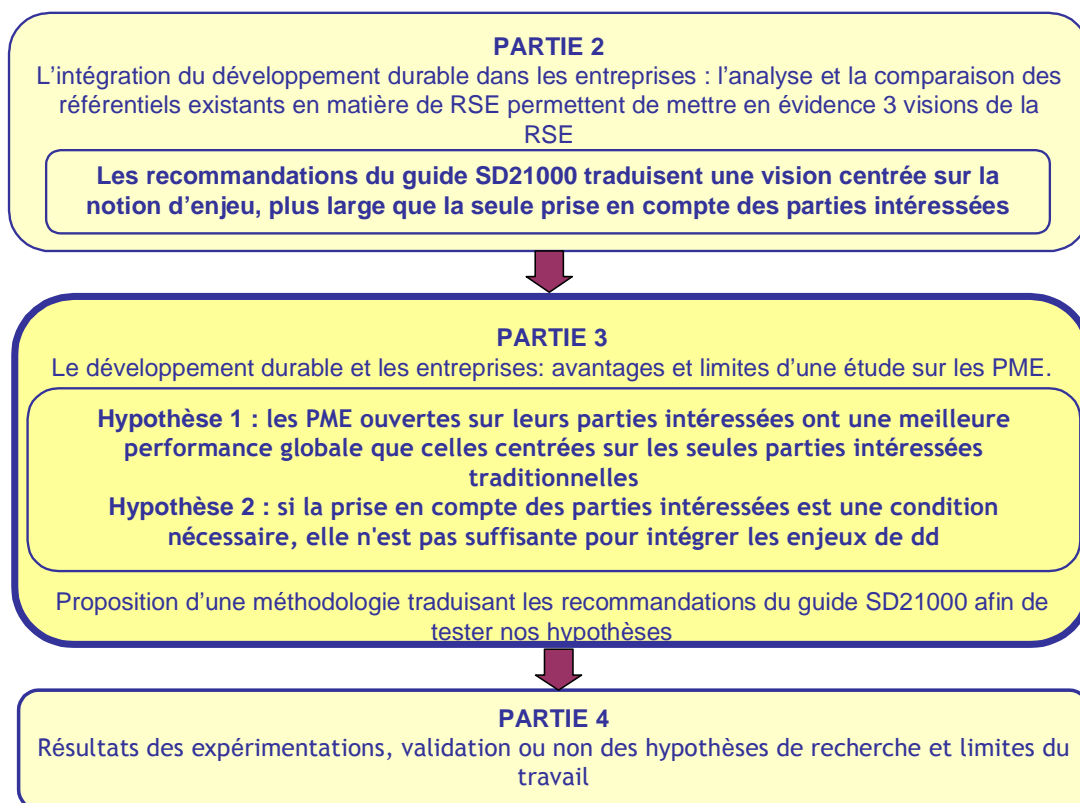 PARTIE 2
L’intégration du développement durable dans les entreprises : l’analyse et la comparaison des
référentiels existants en matière de RSE permettent de mettre en évidence 3 visions de la
RSE
Les recommandations du guide SD21000 traduisent une vision centrée sur la
notion d’enjeu, plus large que la seule prise en compte des parties intéressées
PARTIE 3
Le développement durable et les entreprises: avantages et limites d’une étude sur les PME.
Hypothèse 1 : les PME ouvertes sur leurs parties intéressées ont une meilleure
performance globale que celles centrées sur les seules parties intéressées
traditionnelles
Hypothèse 2 : si la prise en compte des parties intéressées est une condition
nécessaire, elle n'est pas suffisante pour intégrer les enjeux de dd
Proposition d’une méthodologie traduisant les recommandations du guide SD21000 afin de
tester nos hypothèses
PARTIE 4
Résultats des expérimentations, validation ou non des hypothèses de recherche et limites du
travail